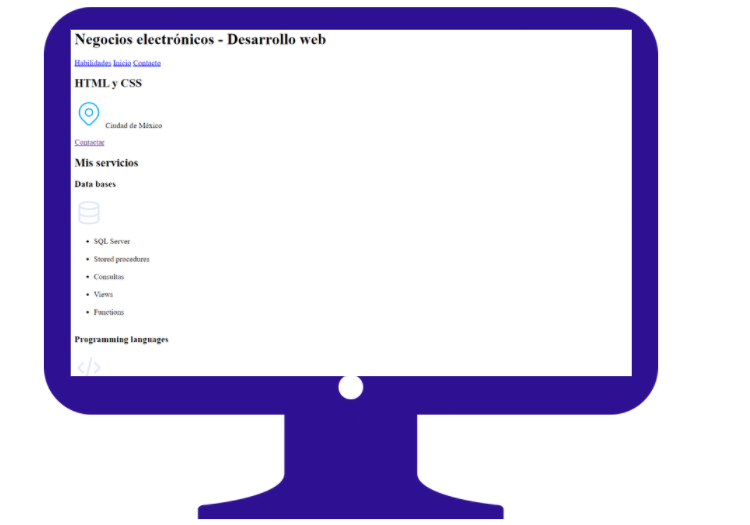 Negocios electrónicos - Desarrollo web
Habilidades Inicio Contacto
HTML y CSS
Ciudad de México
Contactar
Mis servicios
Data bases
SQL Server
Stored procedures
Consultas
Views
Functions
Programming languages